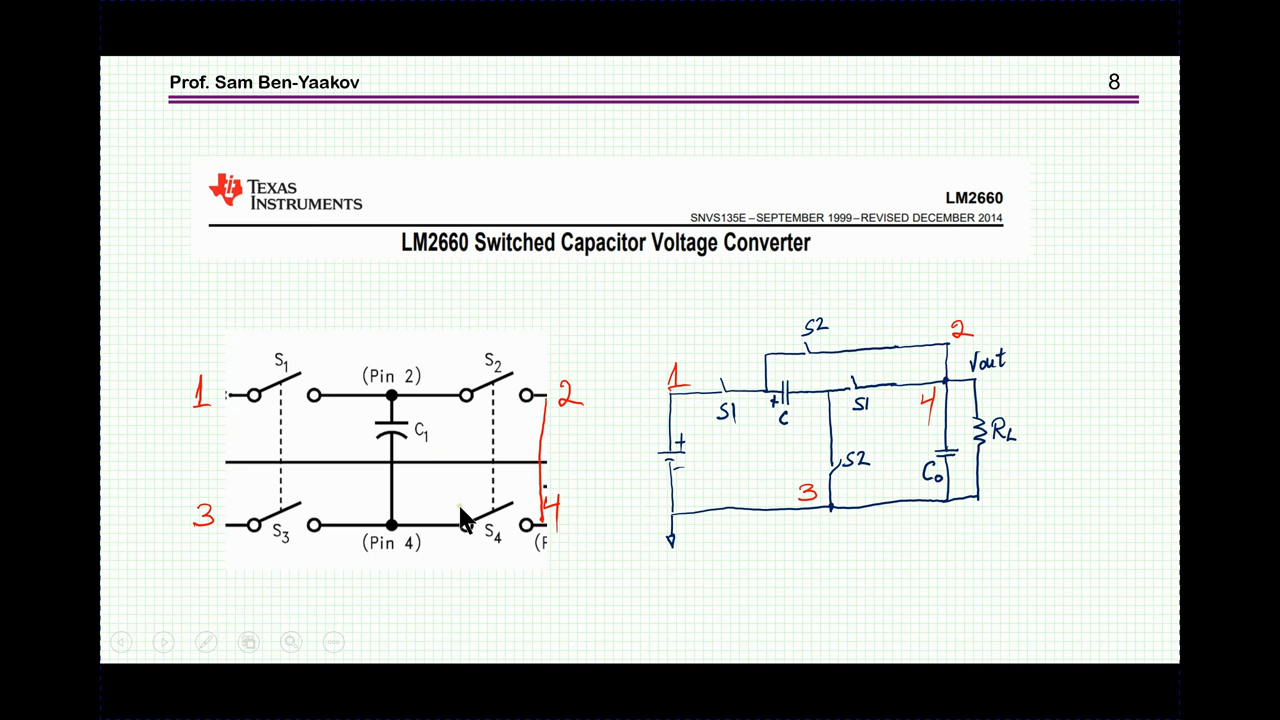 Prof. Sam Ben-Yaakov
8
TEXAS
INSTRUMENTS
LM2660
SNVS135E – SEPTEMBER 1999 – REVISED DECEMBER 2014
LM2660 Switched Capacitor Voltage Converter
1
S1
(Pin 2)
S2
2
C1
3
S3
(Pin 4)
S4
4
1
S1
+
C
S2
S1
2
Vout
4
+
-
3
S2
Co
RL